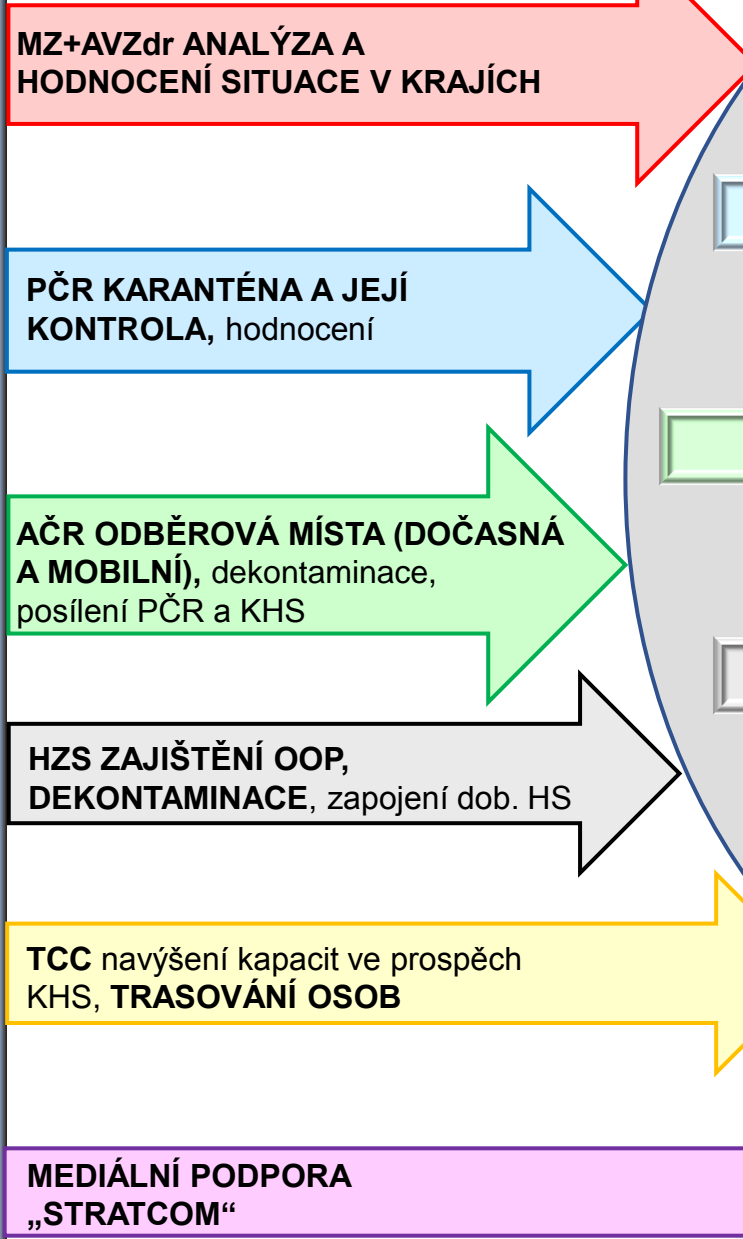 MZ+AVZdr ANALÝZA A
HODNOCENÍ SITUACE V KRAJÍCH
PČR KARANTÉNA A JEJÍ
KONTROLA, hodnocení
AČR ODBĚROVÁ MÍSTA (DOČASNÁ
A MOBILNÍ), dekontaminace,
posílení PČR a KHS
HZS ZAJIŠTĚNÍ OOP,
DEKONTAMINACE, zapojení dob. HS
TCC navýšení kapacit ve prospěch
KHS, TRASOVÁNÍ OSOB
MEDIÁLNÍ PODPORA
„STRATCOM“